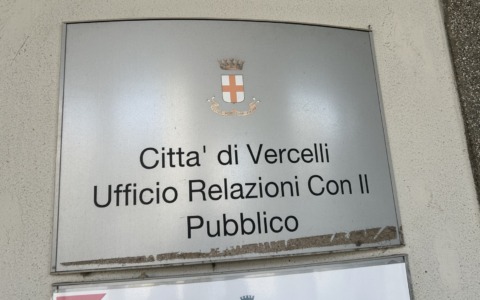 Citta' di Vercelli
Ufficio Relazioni Con Il
Pubblico